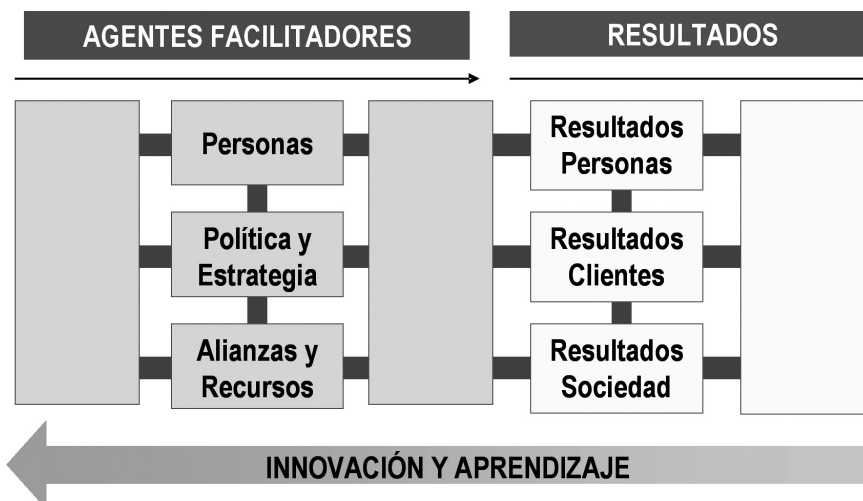 AGENTES FACILITADORES
RESULTADOS
Personas
Política y
Estrategia
Alianzas y
Recursos
Resultados
Personas
Resultados
Clientes
Resultados
Sociedad
INNOVACIÓN Y APRENDIZAJE